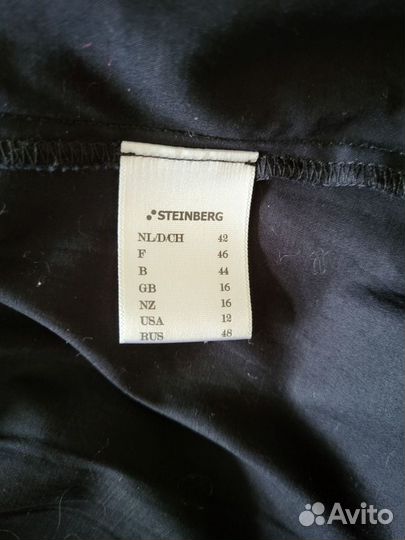 STEINBERG
NL/D/CH 42
F 46
B 44
GB 16
NZ 16
USA 12
RUS 48
Avito